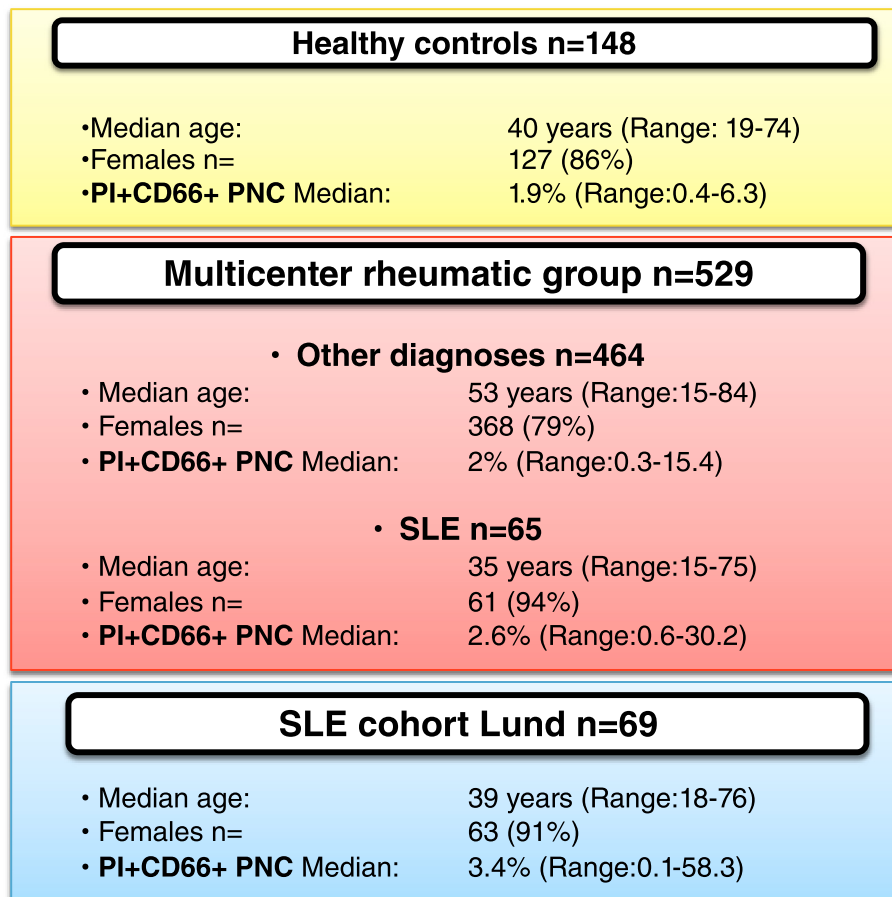 Healthy controls n=148
•Median age: 40 years (Range: 19-74)
•Females n= 127 (86%)
•PI+CD66+ PNC Median: 1.9% (Range:0.4-6.3)
Multicenter rheumatic group n=529
• Other diagnoses n=464
• Median age: 53 years (Range:15-84)
• Females n= 368 (79%)
• PI+CD66+ PNC Median: 2% (Range:0.3-15.4)
• SLE n=65
• Median age: 35 years (Range:15-75)
• Females n= 61 (94%)
• PI+CD66+ PNC Median: 2.6% (Range:0.6-30.2)
SLE cohort Lund n=69
• Median age: 39 years (Range:18-76)
• Females n= 63 (91%)
• PI+CD66+ PNC Median: 3.4% (Range:0.1-58.3)